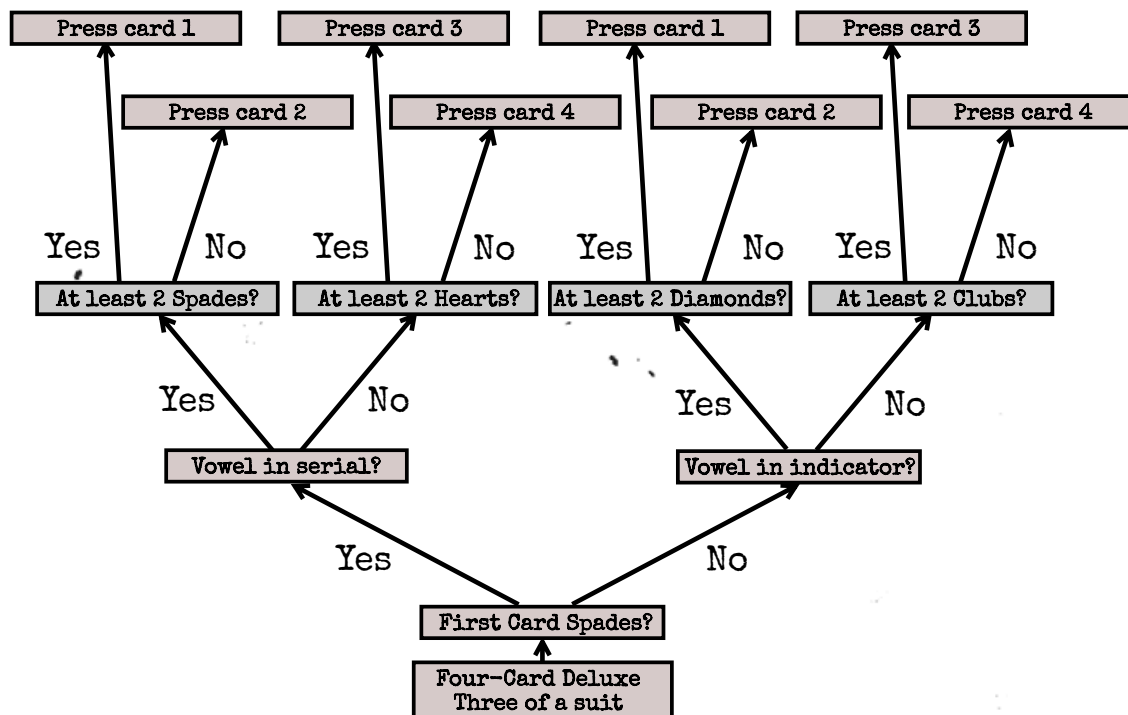 Press card 1
Press card 3
Press card 1
Press card 3
Press card 2
Press card 4
Press card 2
Press card 4
Yes
No
Yes
No
Yes
No
Yes
No
At least 2 Spades?
At least 2 Hearts?
At least 2 Diamonds?
At least 2 Clubs?
Yes
No
Yes
No
Vowel in serial?
Vowel in indicator?
Yes
No
First Card Spades?
Four-Card Deluxe
Three of a suit